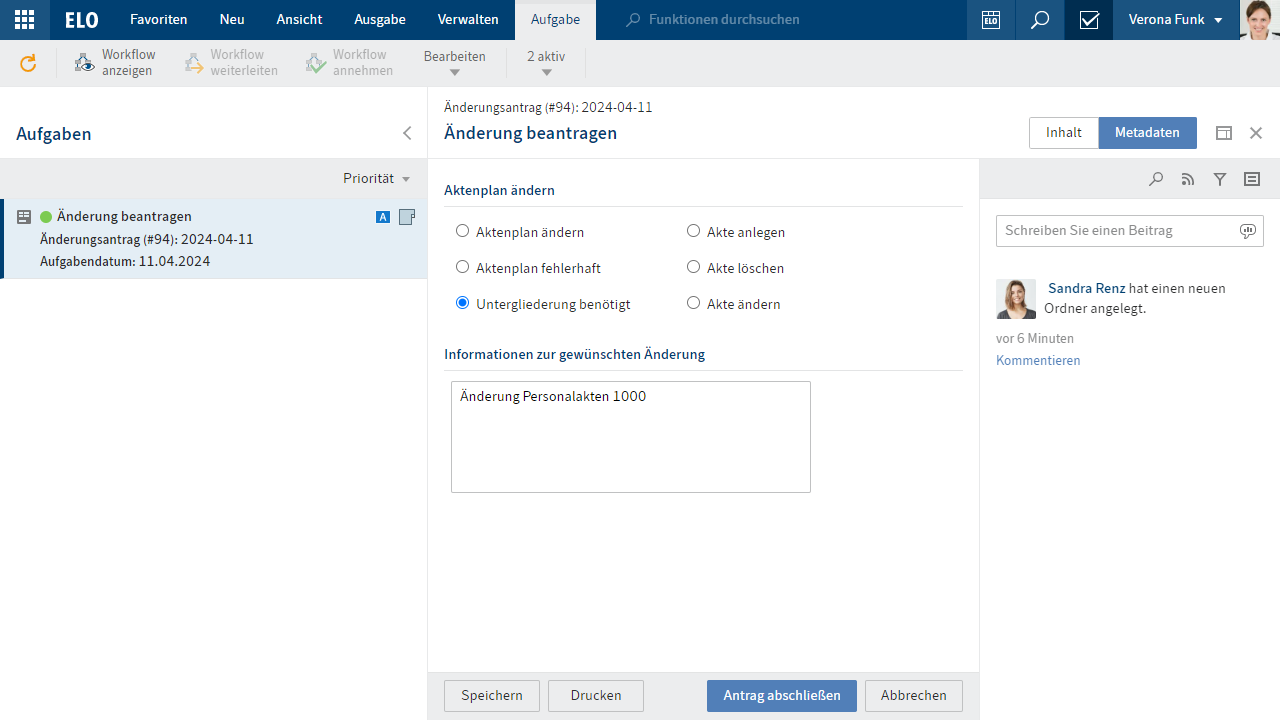 ELO Favoriten Neu Ansicht Ausgabe Verwalten Aufgabe Funktionen durchsuchen ELO Verona Funk
Workflow anzeigen
Workflow weiterleiten
Workflow annehmen
Bearbeiten
2 aktiv
Aufgaben
Priorität
Änderung beantragen A
Änderungsantrag (#94): 2024-04-11
Aufgabendatum: 11.04.2024
Änderungsantrag (#94): 2024-04-11
Änderung beantragen
Inhalt Metadaten
Aktenplan ändern
Aktenplan ändern Akte anlegen
Aktenplan fehlerhaft Akte löschen
Untergliederung benötigt Akte ändern
Informationen zur gewünschten Änderung
Änderung Personalakten 1000
Speichern Drucken Antrag abschließen Abbrechen
Schreiben Sie einen Beitrag
Sandra Renz hat einen neuen
Ordner angelegt.
vor 6 Minuten
Kommentieren